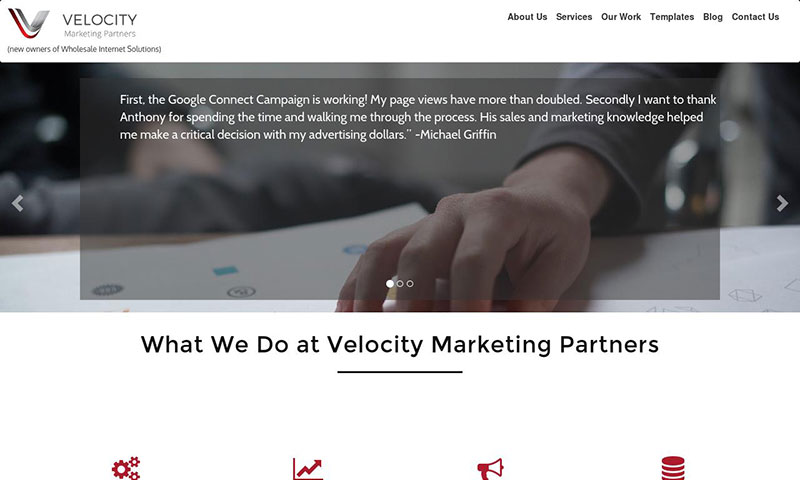 VELOCITY
Marketing Partners
(new owners of Wholesale Internet Solutions)
About Us Services Our Work Templates Blog Contact Us
First, the Google Connect Campaign is working! My page views have more than doubled. Secondly I want to thank
Anthony for spending the time and walking me through the process. His sales and marketing knowledge helped
me make a critical decision with my advertising dollars.” -Michael Griffin
What We Do at Velocity Marketing Partners